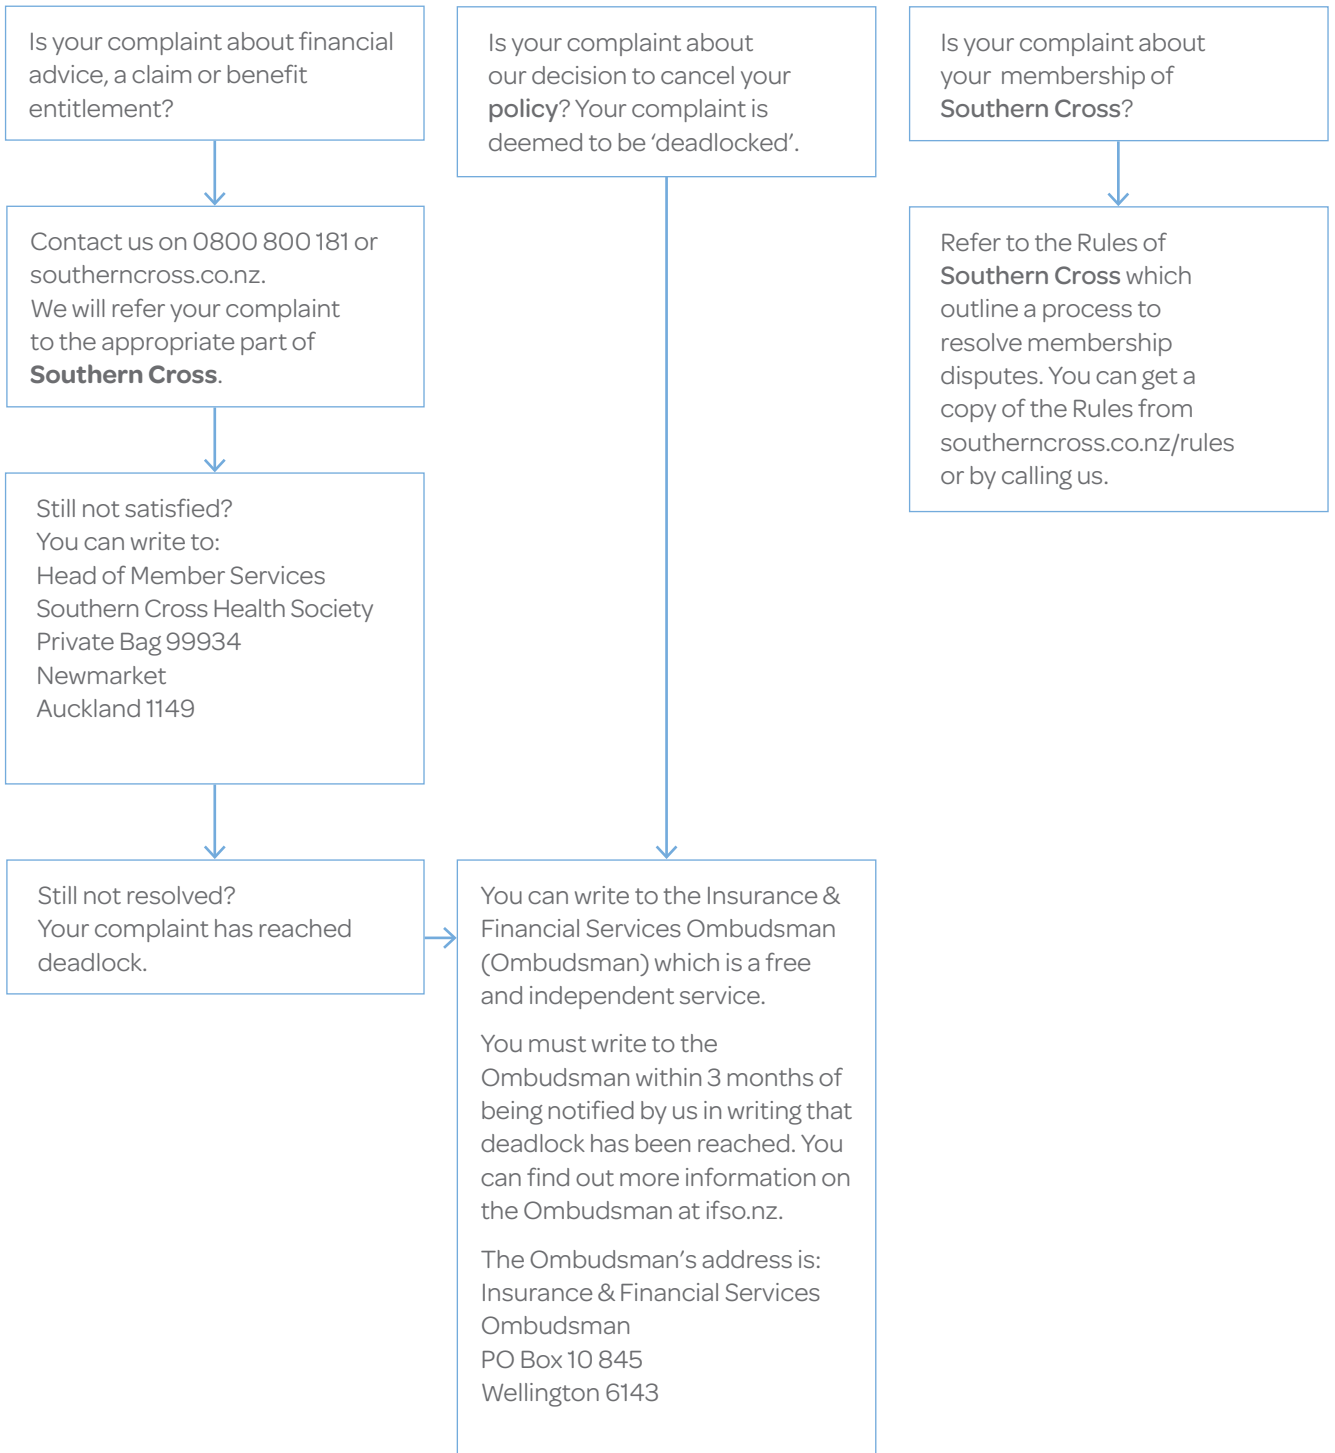 Is your complaint about financial
advice, a claim or benefit
entitlement?
Contact us on 0800 800 181 or
southerncross.co.nz.
We will refer your complaint
to the appropriate part of
Southern Cross.
Still not satisfied?
You can write to:
Head of Member Services
Southern Cross Health Society
Private Bag 99934
Newmarket
Auckland 1149
Still not resolved?
Your complaint has reached
deadlock.
Is your complaint about
our decision to cancel your
policy? Your complaint is
deemed to be ‘deadlocked’.
You can write to the Insurance &
Financial Services Ombudsman
(Ombudsman) which is a free
and independent service.
You must write to the
Ombudsman within 3 months of
being notified by us in writing that
deadlock has been reached. You
can find out more information on
the Ombudsman at ifso.nz.
The Ombudsman’s address is:
Insurance & Financial Services
Ombudsman
PO Box 10 845
Wellington 6143
Is your complaint about
your membership of
Southern Cross?
Refer to the Rules of
Southern Cross which
outline a process to
resolve membership
disputes. You can get a
copy of the Rules from
southerncross.co.nz/rules
or by calling us.